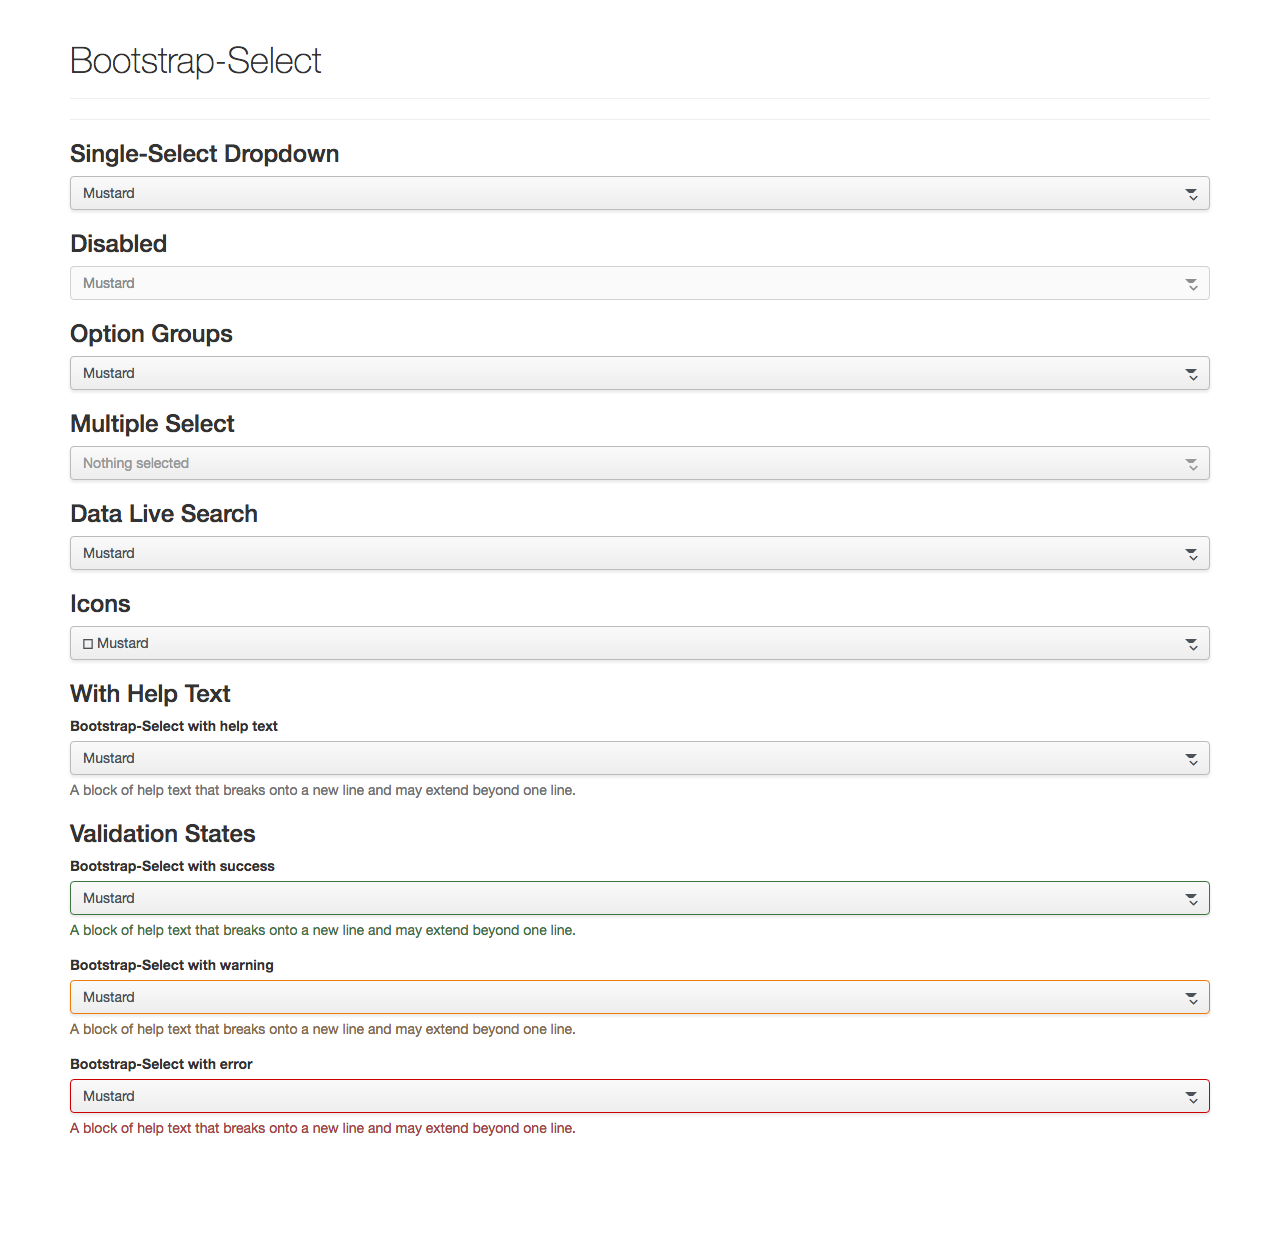 Bootstrap-Select
Single-Select Dropdown
Mustard
Disabled
Mustard
Option Groups
Mustard
Multiple Select
Nothing selected
Data Live Search
Mustard
Icons
Mustard
With Help Text
Bootstrap-Select with help text
Mustard
A block of help text that breaks onto a new line and may extend beyond one line.
Validation States
Bootstrap-Select with success
Mustard
A block of help text that breaks onto a new line and may extend beyond one line.
Bootstrap-Select with warning
Mustard
A block of help text that breaks onto a new line and may extend beyond one line.
Bootstrap-Select with error
Mustard
A block of help text that breaks onto a new line and may extend beyond one line.